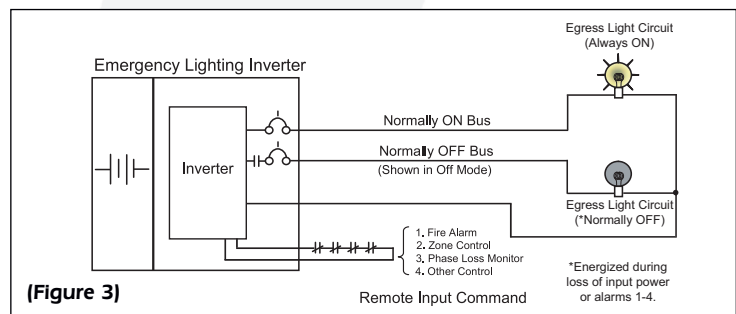 Emergency Lighting Inverter
Inverter
Normally ON Bus
Normally OFF Bus
(Shown in Off Mode)
Egress Light Circuit
(Always ON)
Egress Light Circuit
(*Normally OFF)
1. Fire Alarm
2. Zone Control
3. Phase Loss Monitor
4. Other Control
Remote Input Command
*Energized during
loss of input power
or alarms 1-4.
(Figure 3)